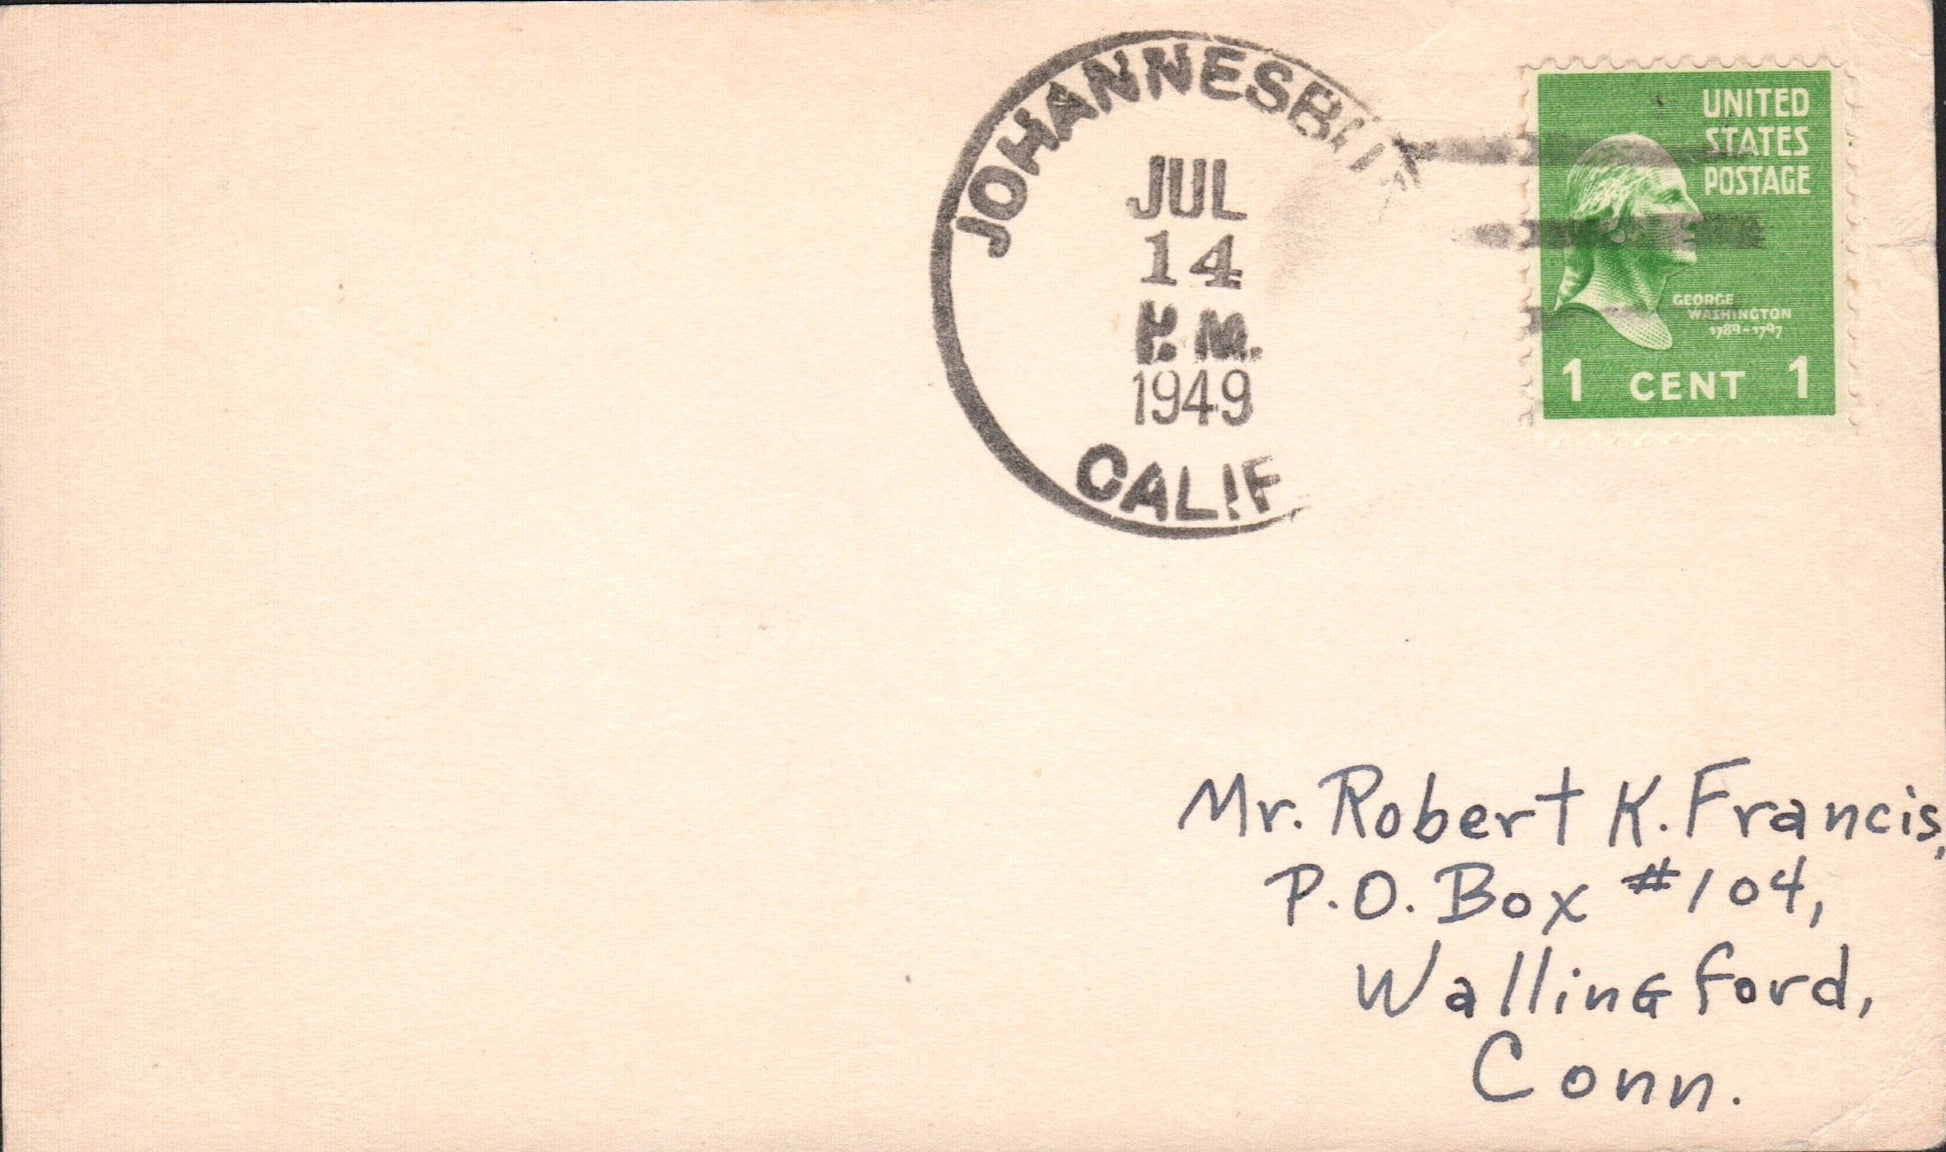 JOHANNESBURG
JUL
14
P.M.
1949
CALIF
UNITED
STATES
POSTAGE
GEORGE
WASHINGTON
1789-1797
1 CENT 1
Mr. Robert K. Francis,
P.O. Box #104,
Wallingford,
Conn.